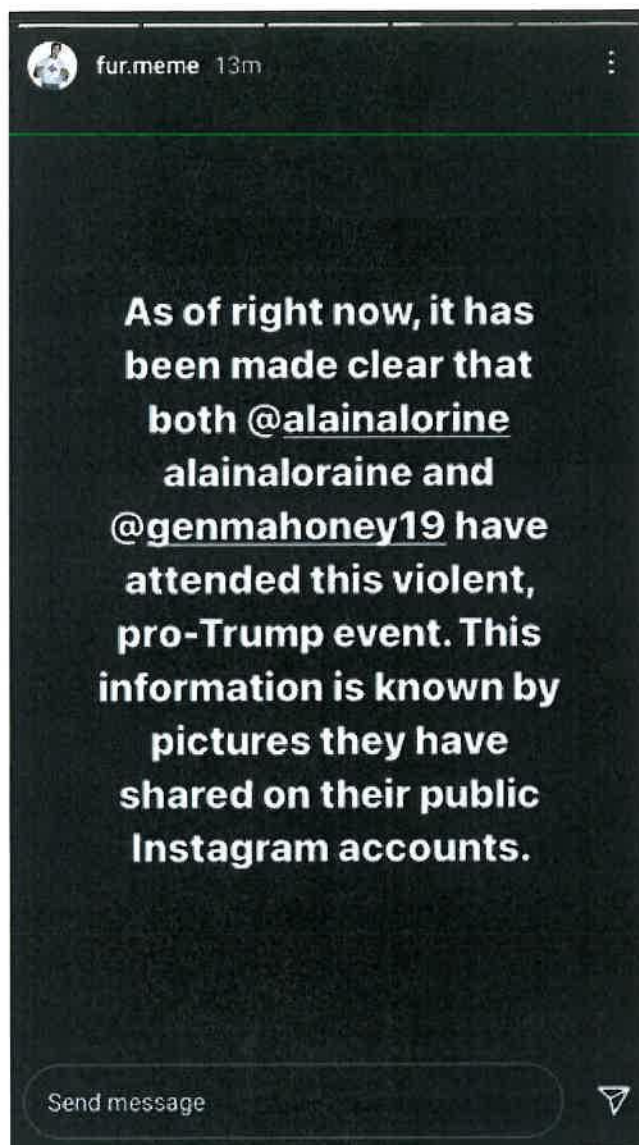 fur.meme 13m
As of right now, it has
been made clear that
both @alainalorine
alainaloraine and
@genmahoney19 have
attended this violent,
pro-Trump event. This
information is known by
pictures they have
shared on their public
Instagram accounts.
Send message